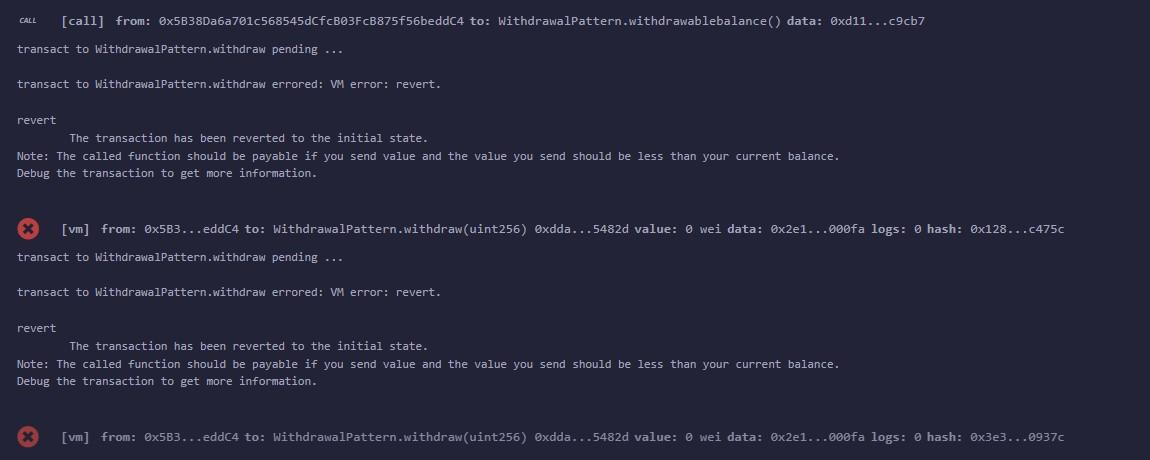 CALL [call] from: 0x5B38Da6a701c568545dCfcB03FcB875f56beddC4 to: WithdrawalPattern.withdrawablebalance() data: 0xd11...c9cb7
transact to WithdrawalPattern.withdraw pending ...
transact to WithdrawalPattern.withdraw errored: VM error: revert.
revert
The transaction has been reverted to the initial state.
Note: The called function should be payable if you send value and the value you send should be less than your current balance.
Debug the transaction to get more information.
[vm] from: 0x5B3...eddC4 to: WithdrawalPattern.withdraw(uint256) 0xdda...5482d value: 0 wei data: 0x2e1...000fa logs: 0 hash: 0x128...c475c
transact to WithdrawalPattern.withdraw pending ...
transact to WithdrawalPattern.withdraw errored: VM error: revert.
revert
The transaction has been reverted to the initial state.
Note: The called function should be payable if you send value and the value you send should be less than your current balance.
Debug the transaction to get more information.
[vm] from: 0x5B3...eddC4 to: WithdrawalPattern.withdraw(uint256) 0xdda...5482d value: 0 wei data: 0x2e1...000fa logs: 0 hash: 0x3e3...0937c